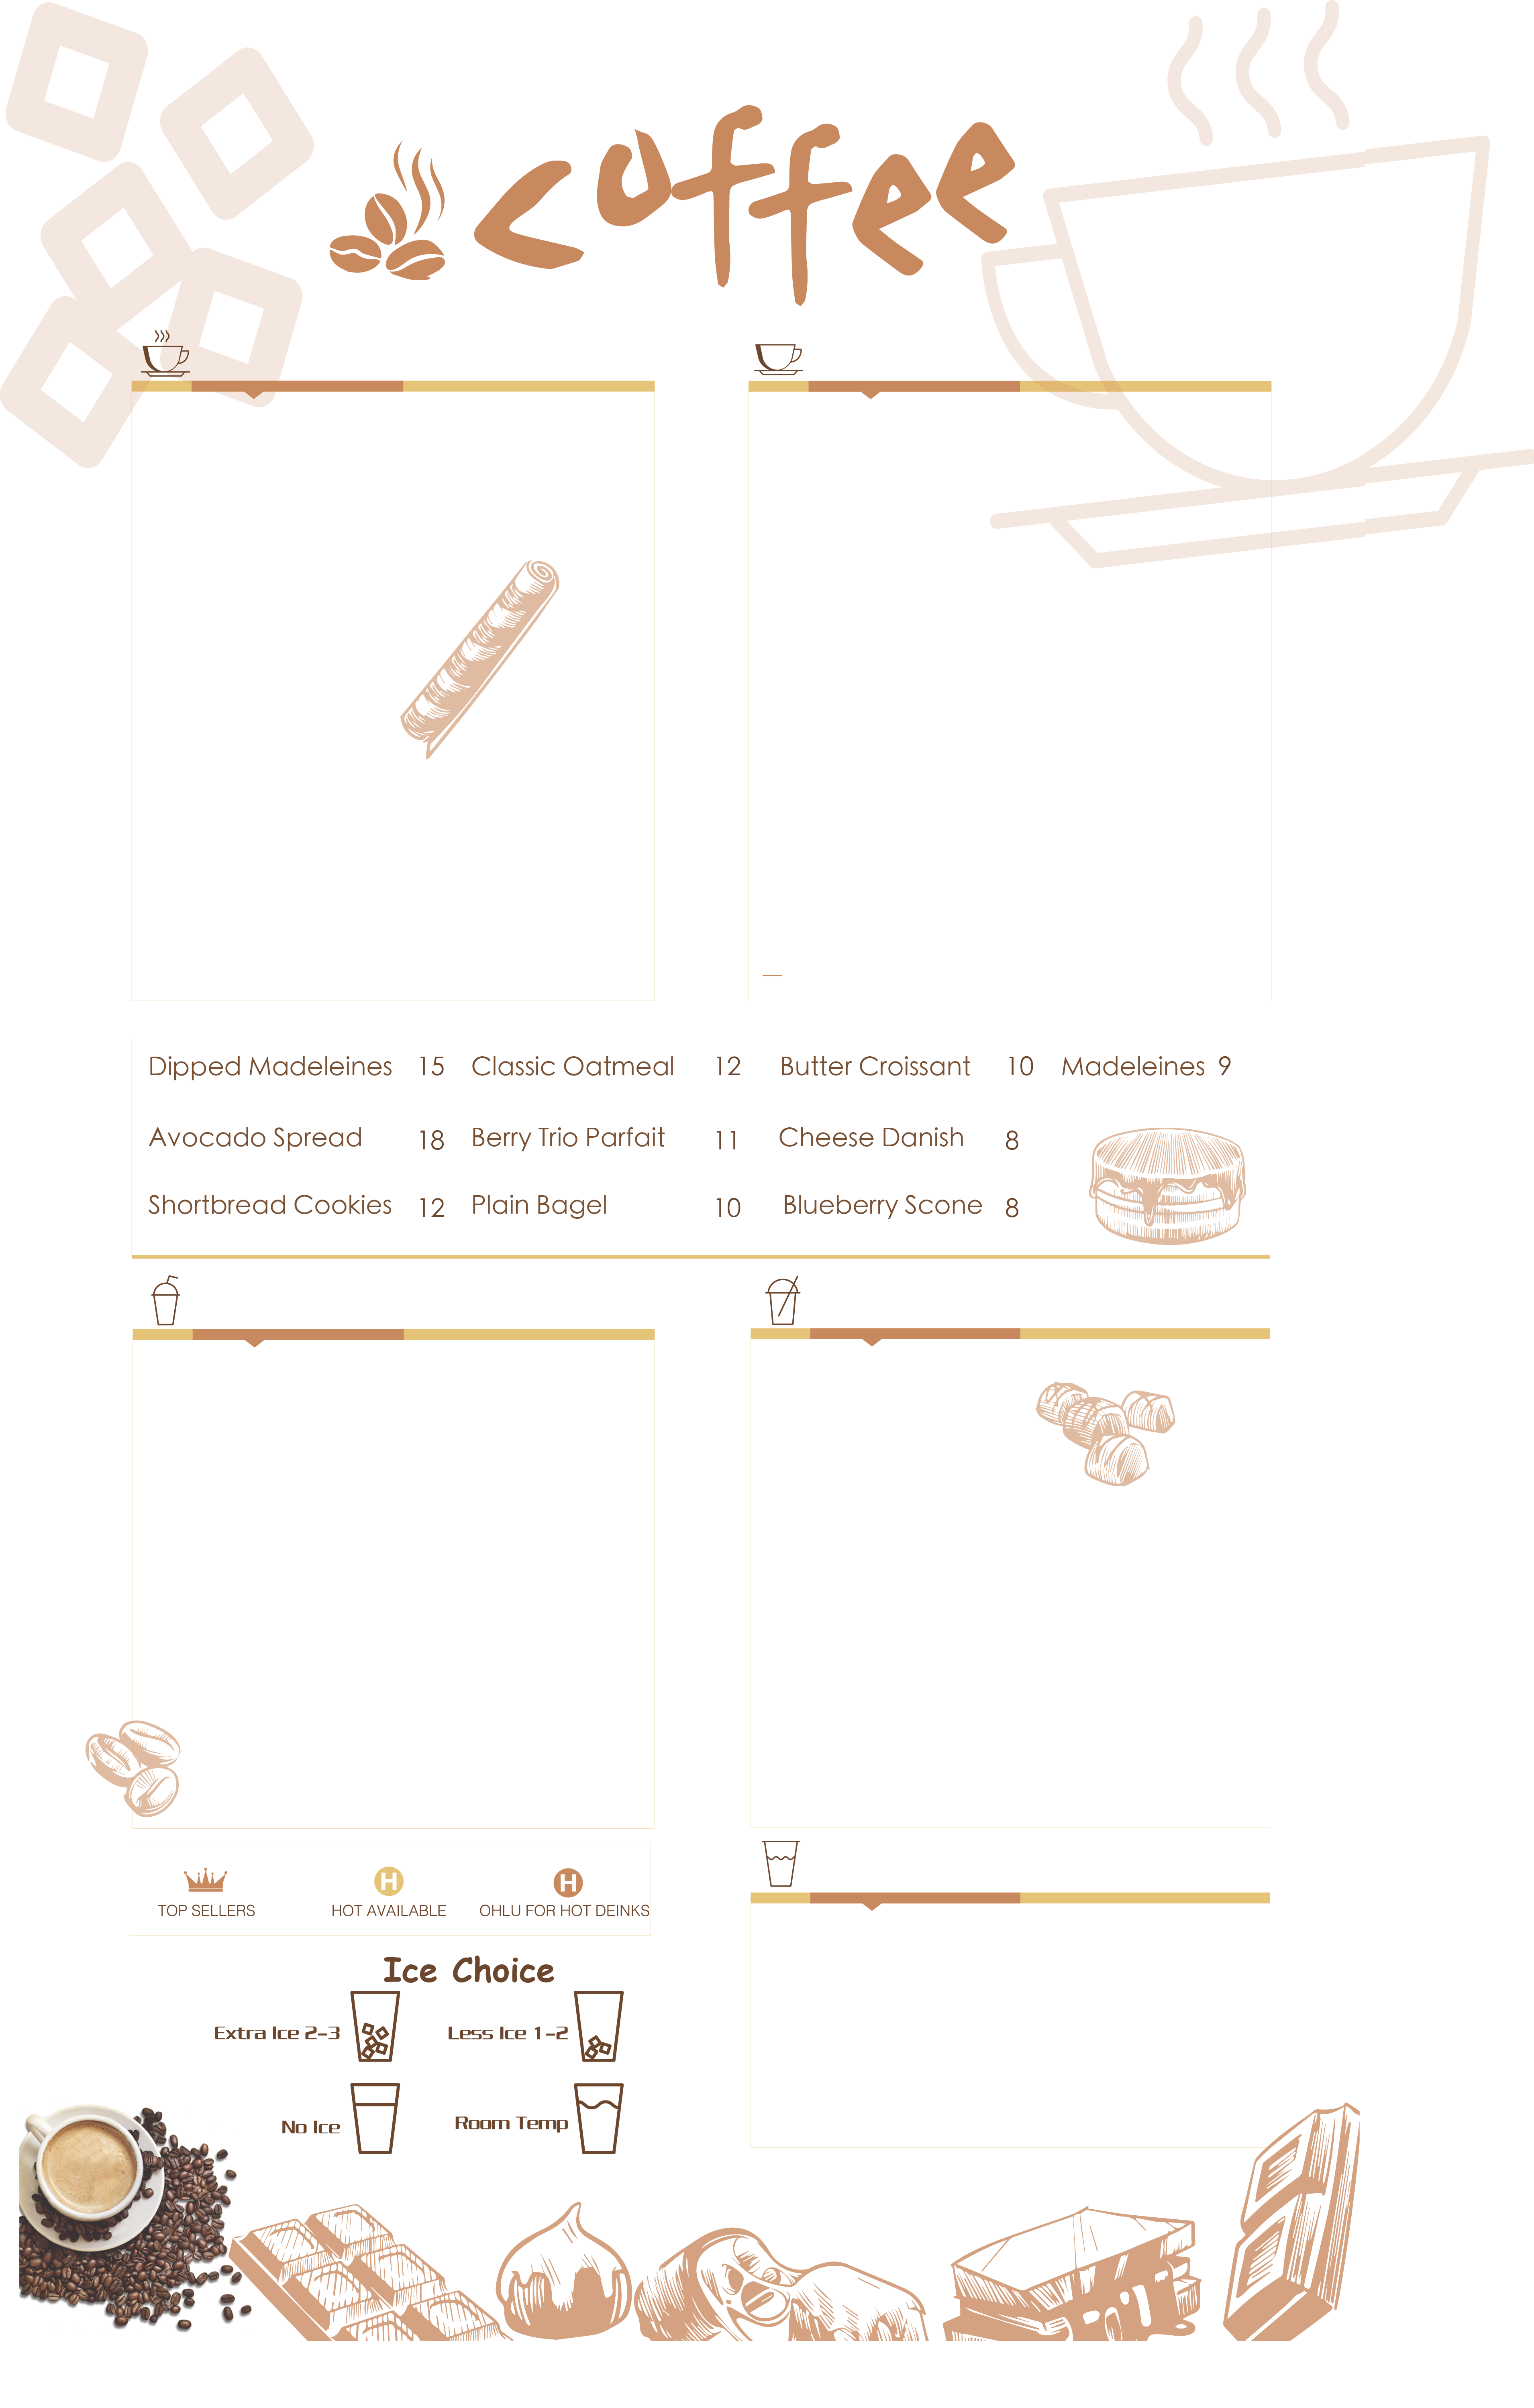 coffee
Dipped Madeleines 15 Classic Oatmeal 12 Butter Croissant 10 Madeleines 9
Avocado Spread 18 Berry Trio Parfait 11 Cheese Danish 8
Shortbread Cookies 12 Plain Bagel 10 Blueberry Scone 8
H H
TOP SELLERS HOT AVAILABLE OHLU FOR HOT DEINKS
Ice Choice
Extra Ice 2-3 Less Ice 1-2
No Ice Room Temp